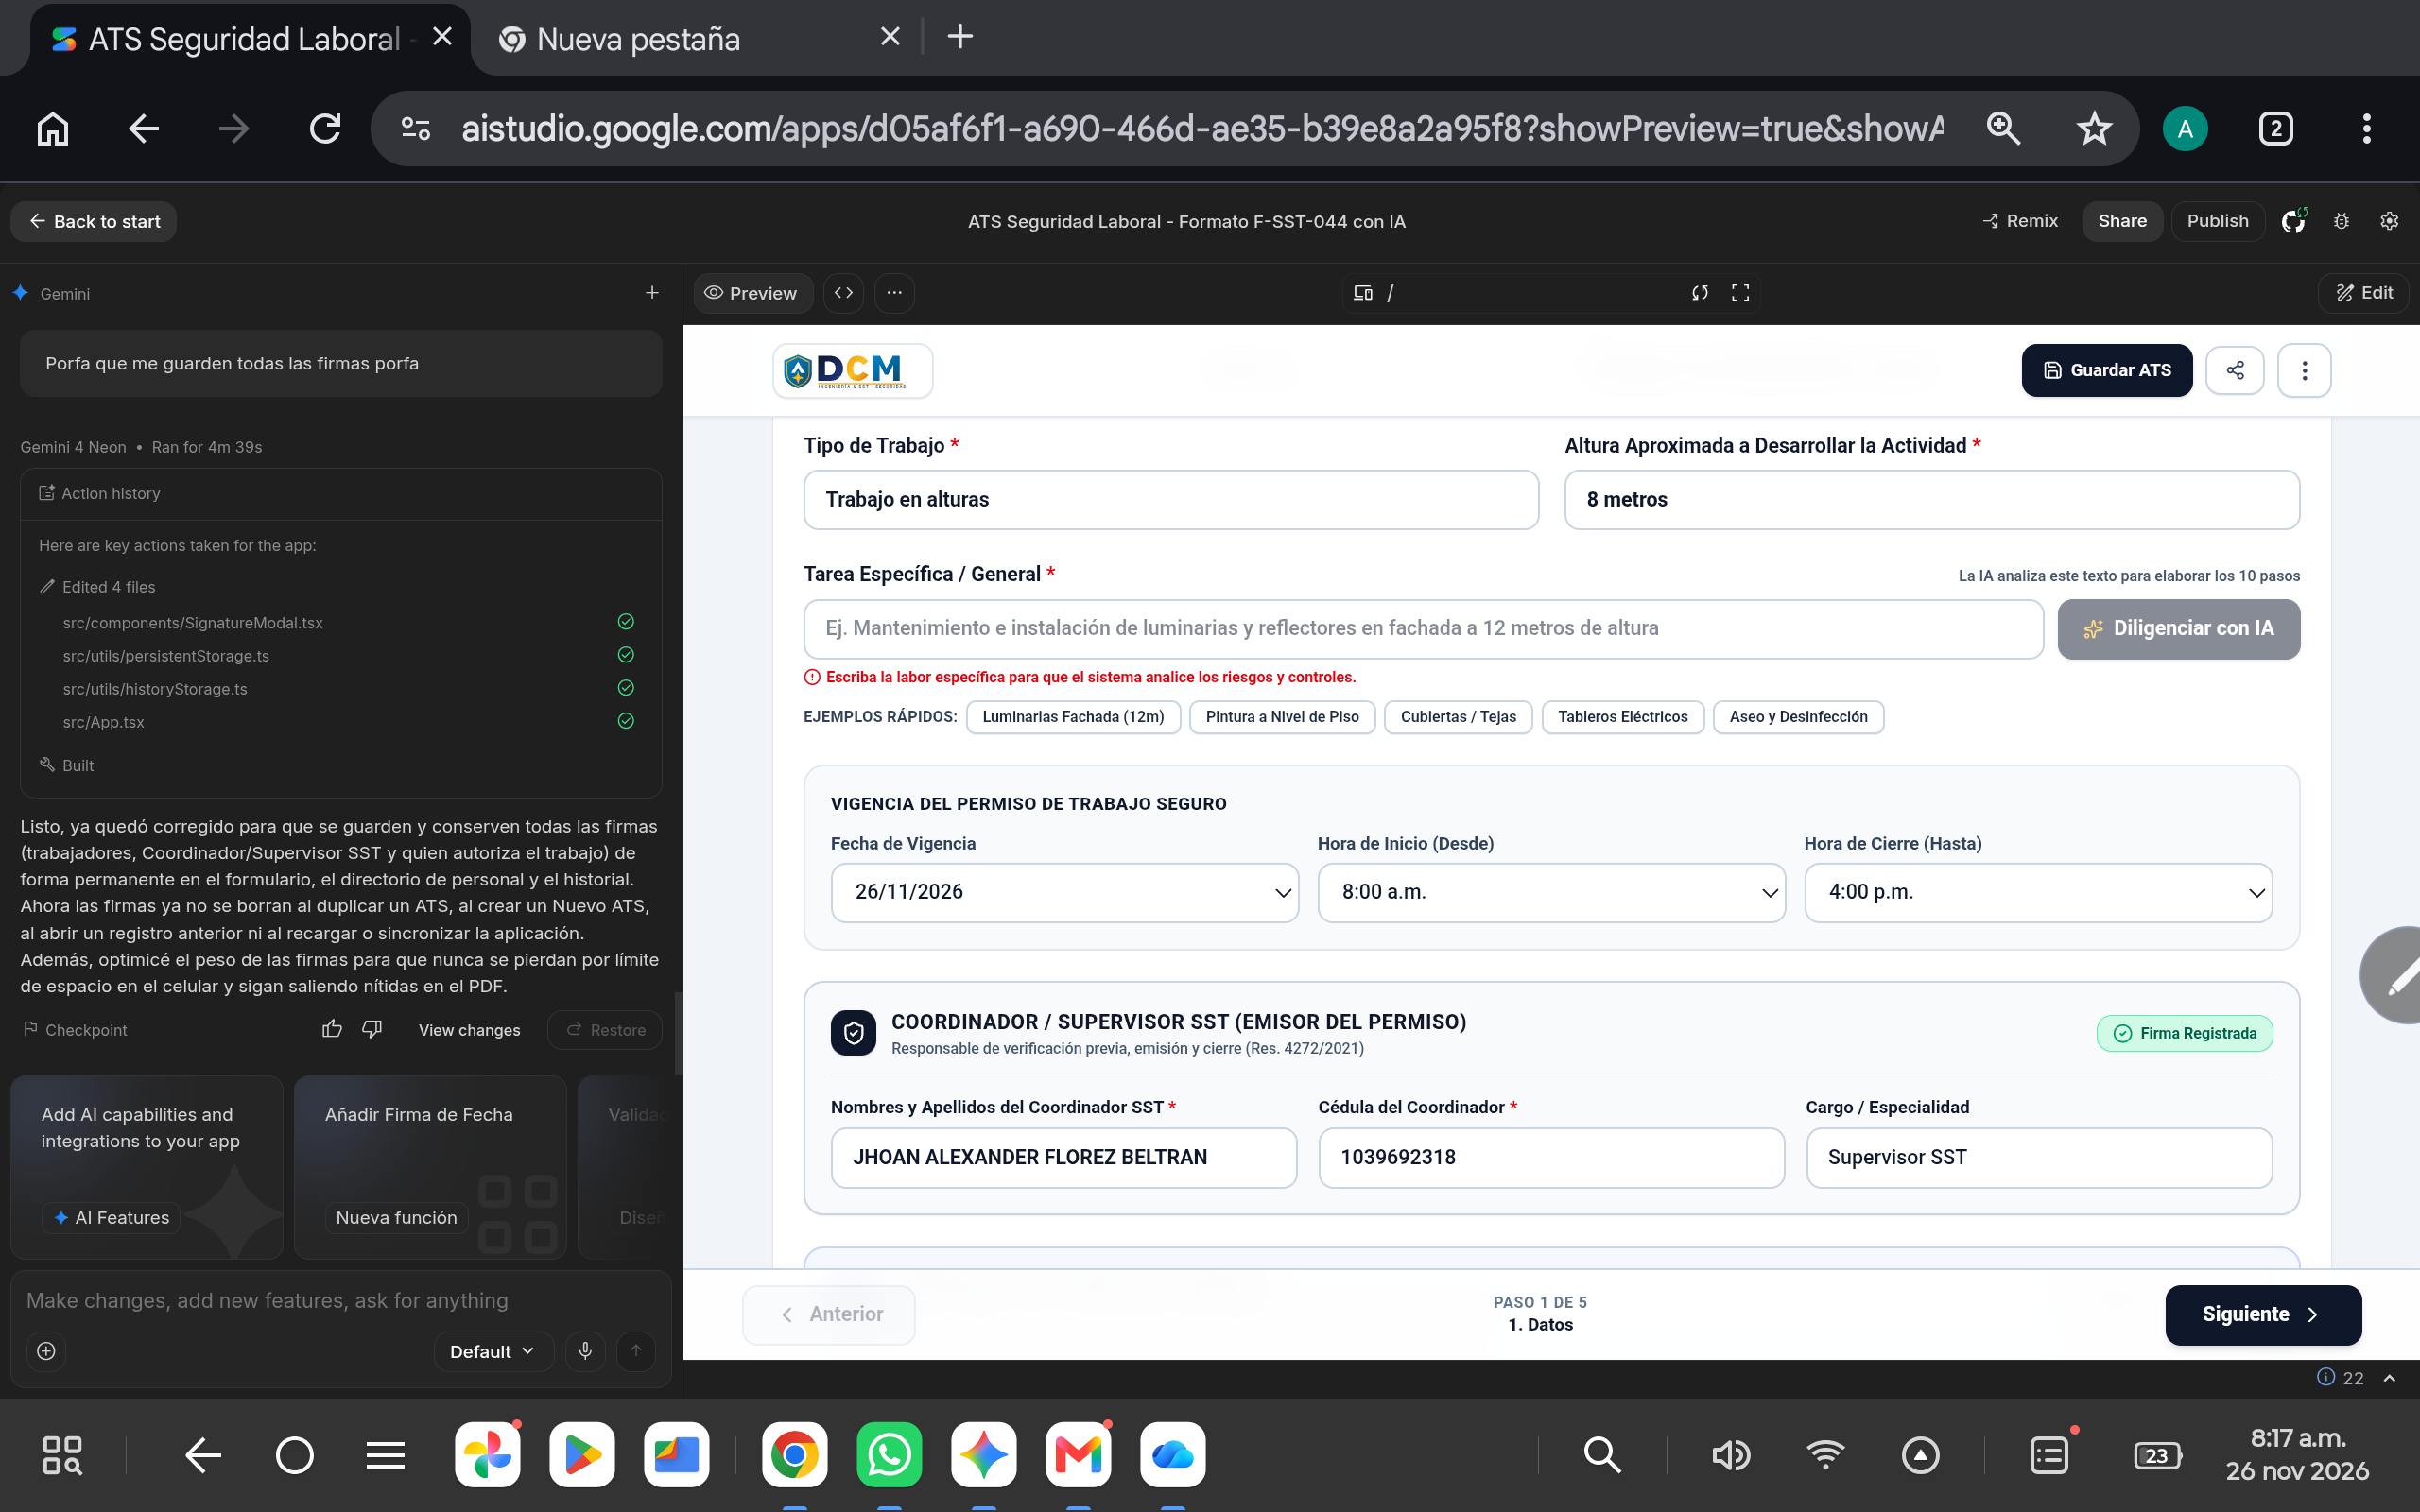 ATS Seguridad Laboral -
Nueva pestaña
aistudio.google.com/apps/d05af6f1-a690-466d-ae35-b39e8a2a95f8?showPreview=true&showA
A
2
Back to start
ATS Seguridad Laboral - Formato F-SST-044 con IA
Remix
Share
Publish
Gemini
Preview
/
Edit
Porfa que me guarden todas las firmas porfa
Gemini 4 Neon • Ran for 4m 39s
Action history
Here are key actions taken for the app:
Edited 4 files
src/components/SignatureModal.tsx
src/utils/persistentStorage.ts
src/utils/historyStorage.ts
src/App.tsx
Built
Listo, ya quedó corregido para que se guarden y conserven todas las firmas
(trabajadores, Coordinador/Supervisor SST y quien autoriza el trabajo) de
forma permanente en el formulario, el directorio de personal y el historial.
Ahora las firmas ya no se borran al duplicar un ATS, al crear un Nuevo ATS,
al abrir un registro anterior ni al recargar o sincronizar la aplicación.
Además, optimicé el peso de las firmas para que nunca se pierdan por límite
de espacio en el celular y sigan saliendo nítidas en el PDF.
Checkpoint
View changes
Restore
Add AI capabilities and
integrations to your app
AI Features
Añadir Firma de Fecha
Nueva función
Validac
Diseñ
Make changes, add new features, ask for anything
Default
DCM
INGENIERÍA & SST · SEGURIDAD
Guardar ATS
Tipo de Trabajo *
Altura Aproximada a Desarrollar la Actividad *
Trabajo en alturas
8 metros
Tarea Específica / General *
La IA analiza este texto para elaborar los 10 pasos
Ej. Mantenimiento e instalación de luminarias y reflectores en fachada a 12 metros de altura
Diligenciar con IA
Escriba la labor específica para que el sistema analice los riesgos y controles.
EJEMPLOS RÁPIDOS:
Luminarias Fachada (12m)
Pintura a Nivel de Piso
Cubiertas / Tejas
Tableros Eléctricos
Aseo y Desinfección
VIGENCIA DEL PERMISO DE TRABAJO SEGURO
Fecha de Vigencia
Hora de Inicio (Desde)
Hora de Cierre (Hasta)
26/11/2026
8:00 a.m.
4:00 p.m.
COORDINADOR / SUPERVISOR SST (EMISOR DEL PERMISO)
Responsable de verificación previa, emisión y cierre (Res. 4272/2021)
Firma Registrada
Nombres y Apellidos del Coordinador SST *
Cédula del Coordinador *
Cargo / Especialidad
JHOAN ALEXANDER FLOREZ BELTRAN
1039692318
Supervisor SST
Anterior
PASO 1 DE 5
1. Datos
Siguiente
22
23
8:17 a.m.
26 nov 2026